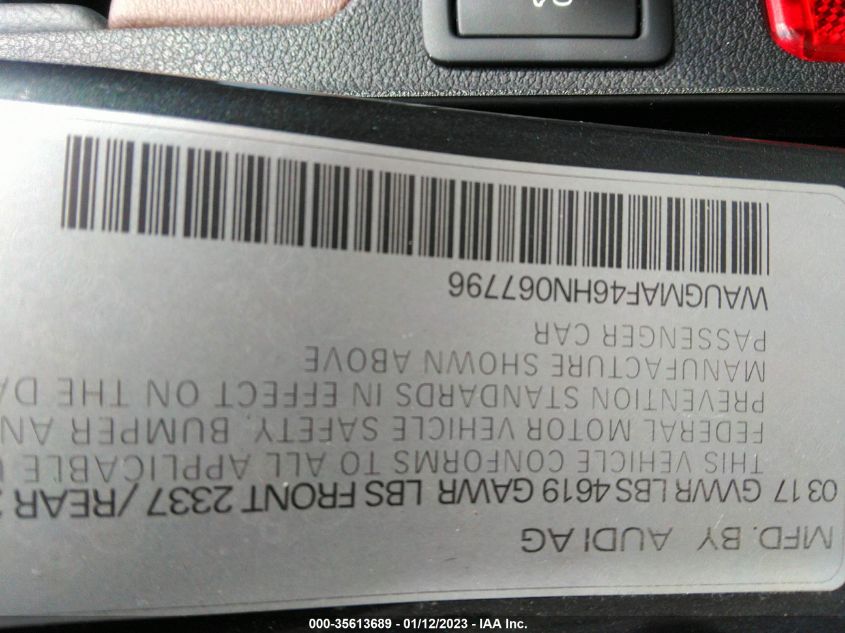 MFD. BY AUDI AG
03 17 GVWR LBS 4619 GAWR LBS FRONT 2337 / REAR
THIS VEHICLE CONFORMS TO ALL APPLICABLE
FEDERAL MOTOR VEHICLE SAFETY, BUMPER AN
PREVENTION STANDARDS IN EFFECT ON THE DA
MANUFACTURE SHOWN ABOVE
PASSENGER CAR
WAUGMAF46HN067796
000-35613689 - 01/12/2023 - IAA Inc.